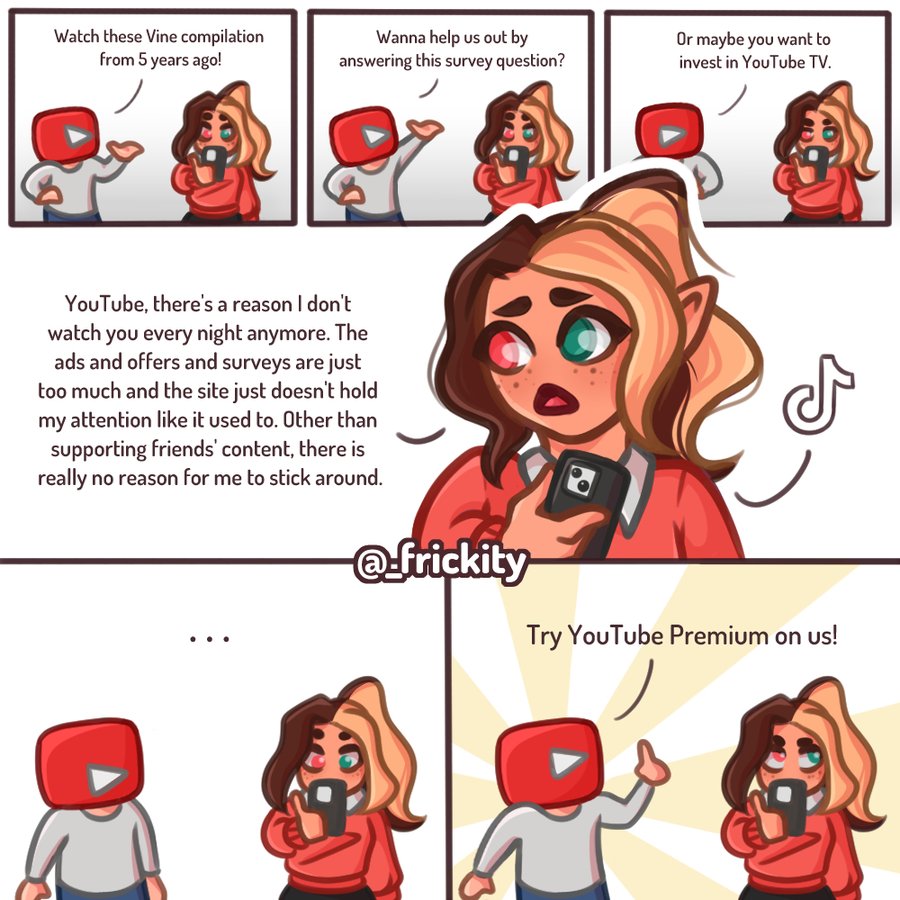 Watch these Vine compilation
from 5 years ago!
Wanna help us out by
answering this survey question?
Or maybe you want to
invest in YouTube TV.
YouTube, there's a reason I don't
watch you every night anymore. The
ads and offers and surveys are just
too much and the site just doesn't hold
my attention like it used to. Other than
supporting friends' content, there is
really no reason for me to stick around.
@_frickity
...
Try YouTube Premium on us!